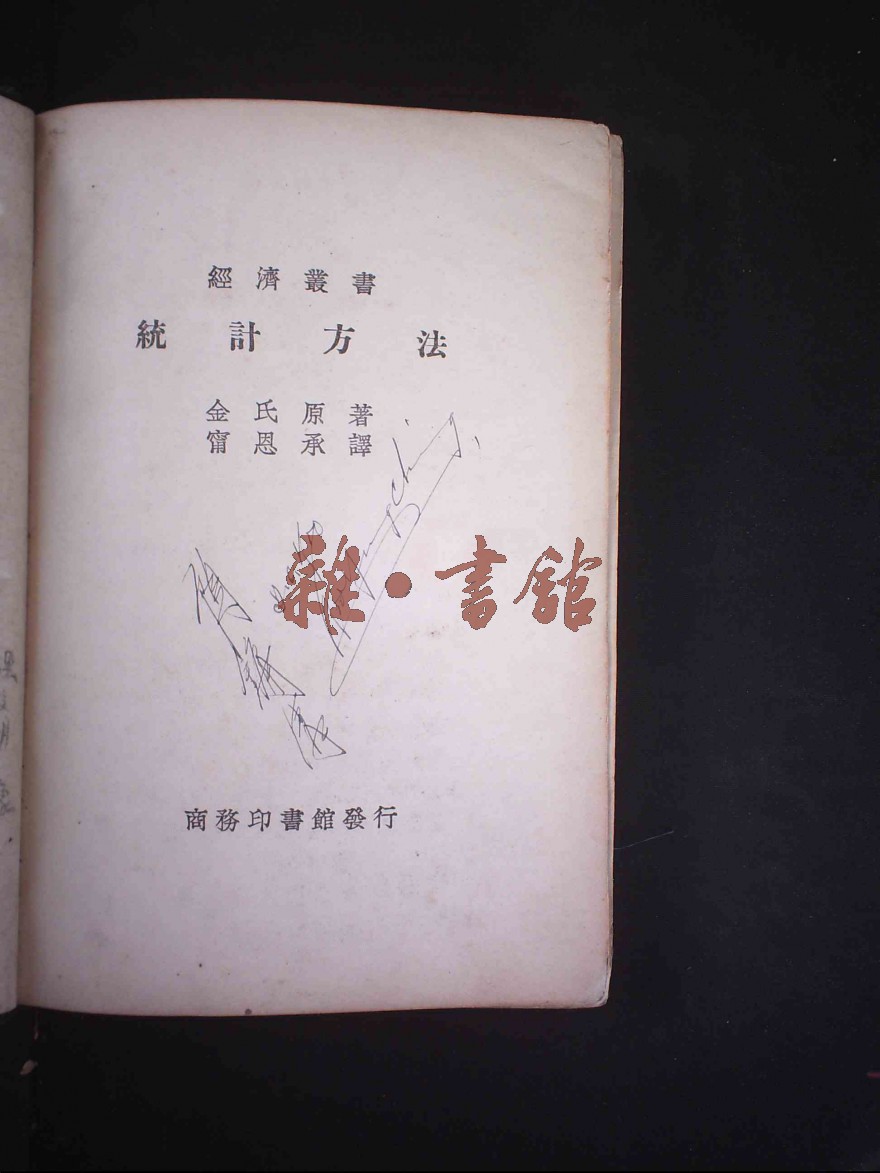 經濟叢書
統計方法
金氏原著
甯恩承譯
雜·書館
商務印書館發行